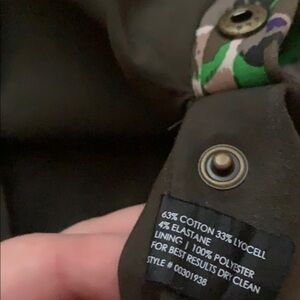 63% COTTON 33% LYOCELL
4% ELASTANE
LINING | 100% POLYESTER
FOR BEST RESULTS DRY CLEAN
STYLE # 00301938